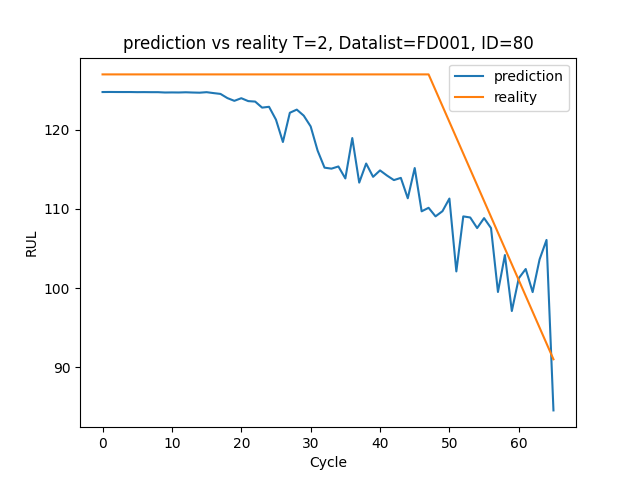 prediction vs reality T=2, Datalist=FD001, ID=80
prediction
reality
120
110
100
90
RUL
0 10 20 30 40 50 60
Cycle